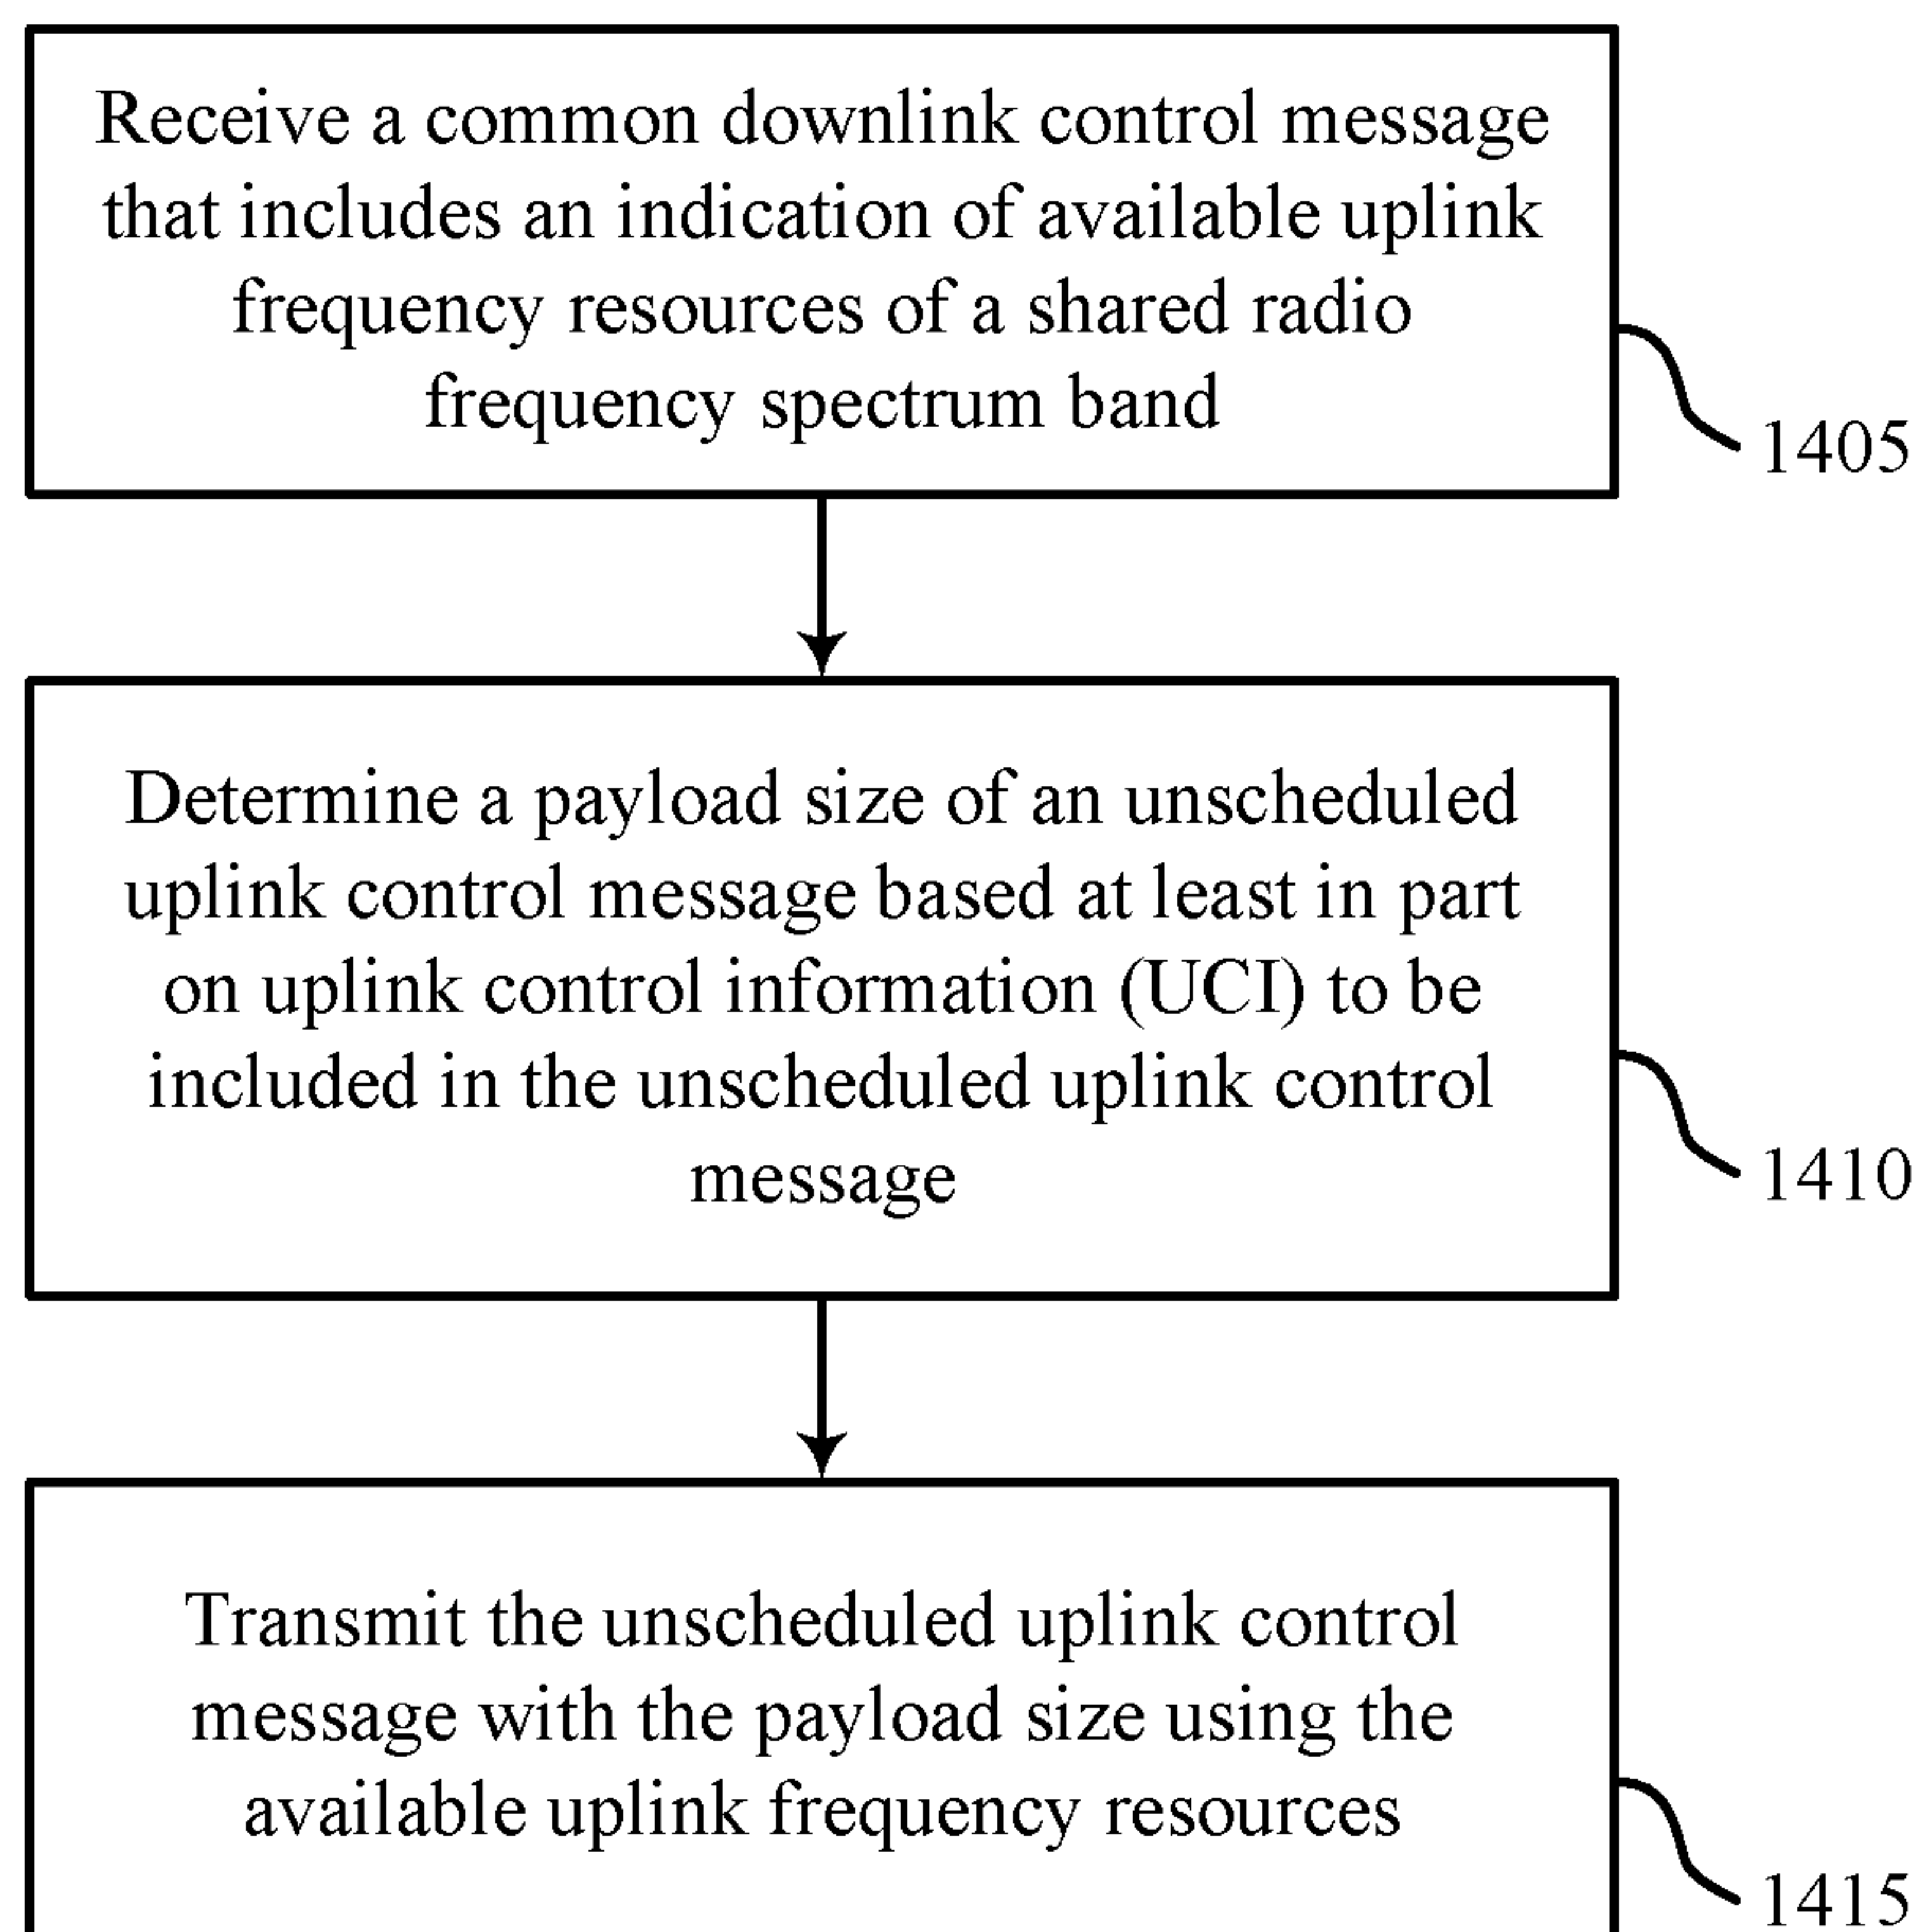 Receive a common downlink control message
that includes an indication of available uplink
frequency resources of a shared radio
frequency spectrum band
1405
Determine a payload size of an unscheduled
uplink control message based at least in part
on uplink control information (UCI) to be
included in the unscheduled uplink control
message
1410
Transmit the unscheduled uplink control
message with the payload size using the
available uplink frequency resources
1415